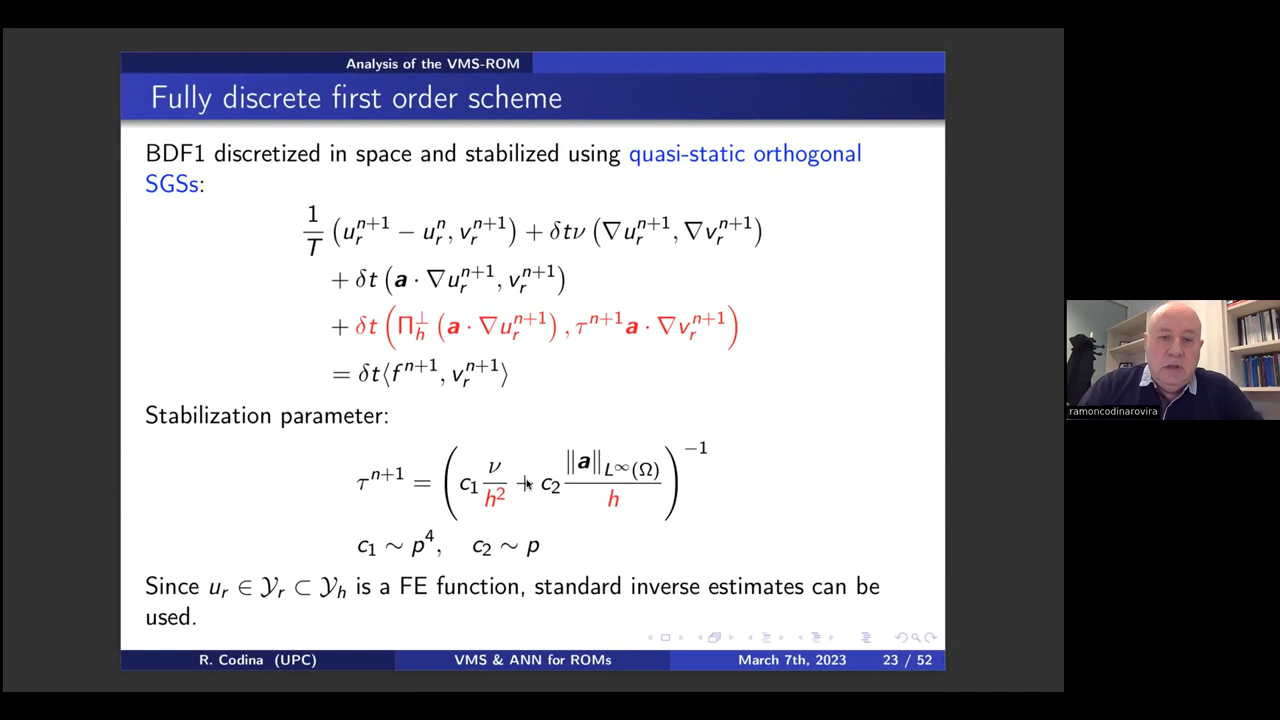 Analysis of the VMS-ROM
Fully discrete first order scheme
BDF1 discretized in space and stabilized using quasi-static orthogonal
SGSs:
1/T (u_r^{n+1} − u_r^n, v_r^{n+1}) + δtν (∇u_r^{n+1}, ∇v_r^{n+1})
+ δt (a · ∇u_r^{n+1}, v_r^{n+1})
+ δt (Π_h^⊥ (a · ∇u_r^{n+1}), τ^{n+1} a · ∇v_r^{n+1})
= δt⟨f^{n+1}, v_r^{n+1}⟩
Stabilization parameter:
τ^{n+1} = (c_1 ν/h^2 + c_2 ‖a‖_{L^∞(Ω)}/h)^{−1}
c_1 ∼ p^4, c_2 ∼ p
Since u_r ∈ 𝒴_r ⊂ 𝒴_h is a FE function, standard inverse estimates can be
used.
R. Codina (UPC) VMS & ANN for ROMs March 7th, 2023 23 / 52
ramoncodinarovira